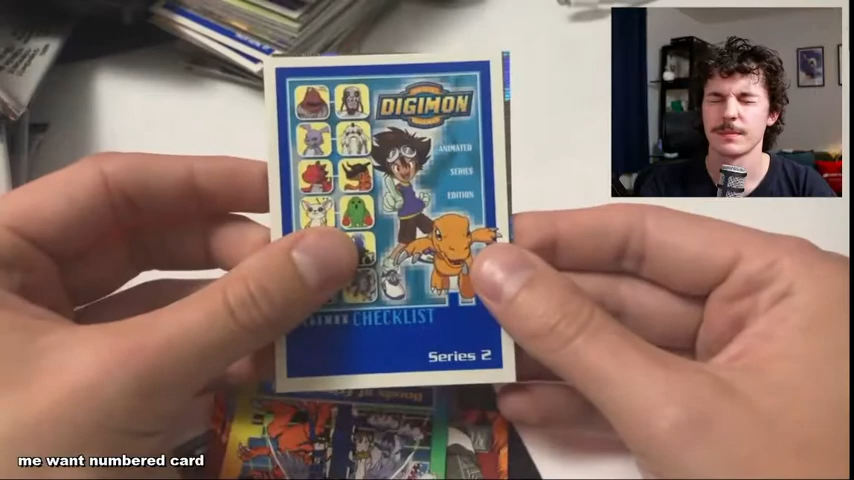 DIGIMON
ANIMATED
SERIES
EDITION
CHECKLIST
Series 2
me want numbered card